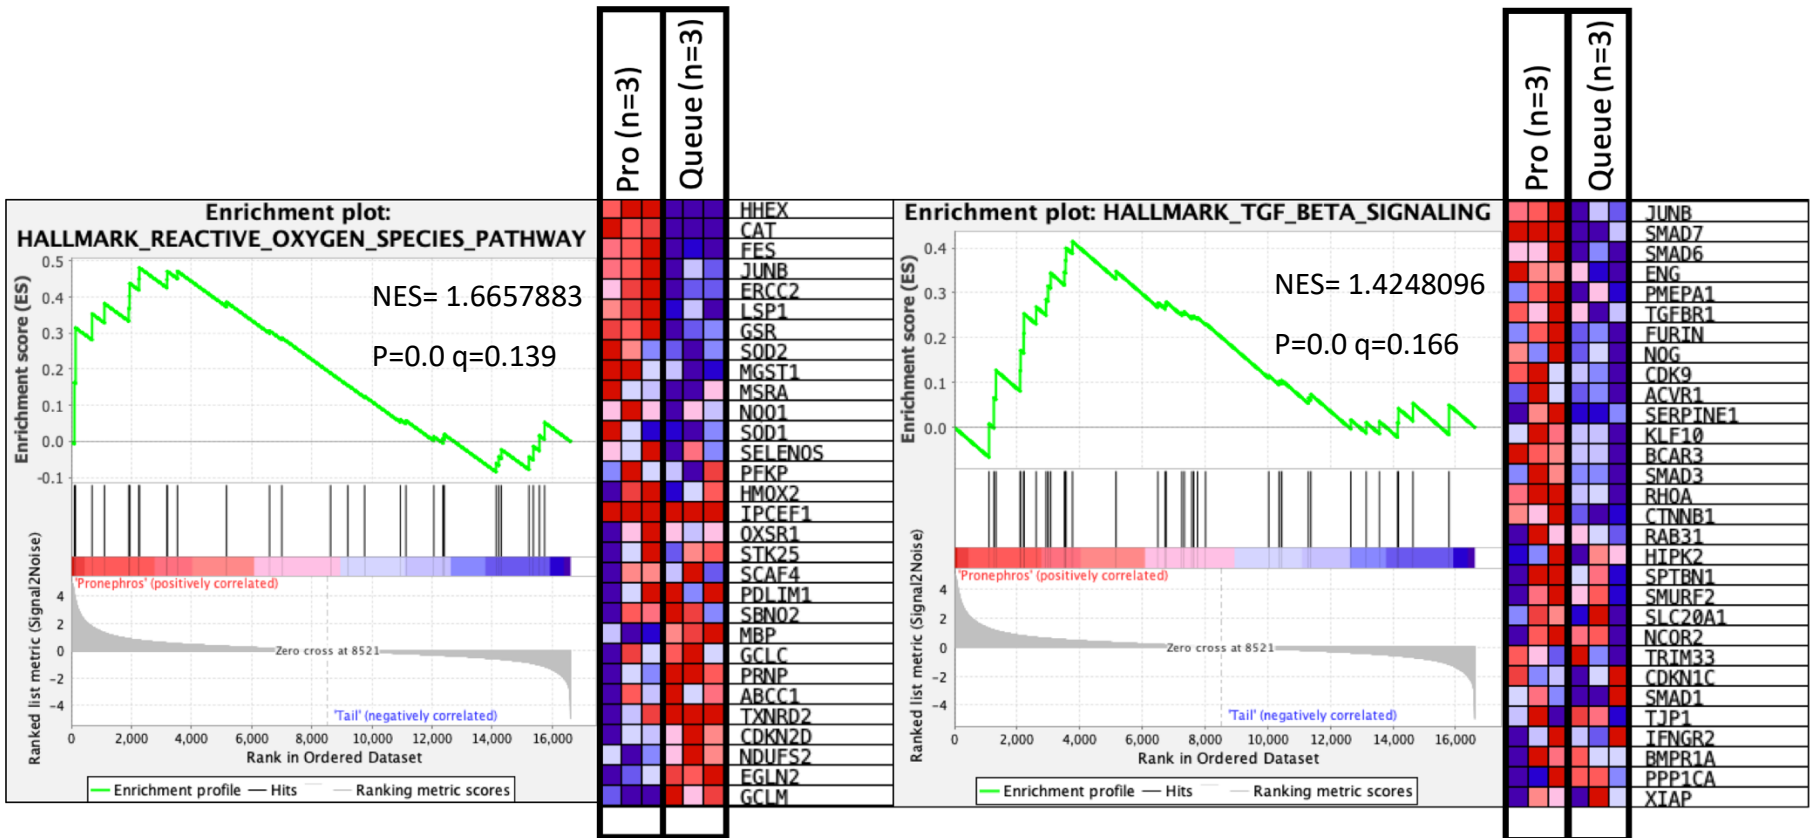 Pro (n=3)
Queue (n=3)
Enrichment plot:
HALLMARK_REACTIVE_OXYGEN_SPECIES_PATHWAY
Enrichment score (ES)
0.5
0.4
0.3
0.2
0.1
0.0
-0.1
NES= 1.6657883
P=0.0 q=0.139
Ranked list metric (Signal2Noise)
'Pronephros' (positively correlated)
4
2
0
-2
-4
Zero cross at 8521
'Tail' (negatively correlated)
0 2,000 4,000 6,000 8,000 10,000 12,000 14,000 16,000
Rank in Ordered Dataset
Enrichment profile Hits Ranking metric scores
HHEX
CAT
FES
JUNB
ERCC2
LSP1
GSR
SOD2
MGST1
MSRA
NQO1
SOD1
SELENOS
PFKP
HMOX2
IPCEF1
OXSR1
STK25
SCAF4
PDLIM1
SBNO2
MBP
GCLC
PRNP
ABCC1
TXNRD2
CDKN2D
NDUFS2
EGLN2
GCLM
Pro (n=3)
Queue (n=3)
Enrichment plot: HALLMARK_TGF_BETA_SIGNALING
Enrichment score (ES)
0.4
0.3
0.2
0.1
0.0
NES= 1.4248096
P=0.0 q=0.166
Ranked list metric (Signal2Noise)
'Pronephros' (positively correlated)
4
2
0
-2
-4
Zero cross at 8521
'Tail' (negatively correlated)
0 2,000 4,000 6,000 8,000 10,000 12,000 14,000 16,000
Rank in Ordered Dataset
Enrichment profile Hits Ranking metric scores
JUNB
SMAD7
SMAD6
ENG
PMEPA1
TGFBR1
FURIN
NOG
CDK9
ACVR1
SERPINE1
KLF10
BCAR3
SMAD3
RHOA
CTNNB1
RAB31
HIPK2
SPTBN1
SMURF2
SLC20A1
NCOR2
TRIM33
CDKN1C
SMAD1
TJP1
IFNGR2
BMPR1A
PPP1CA
XIAP